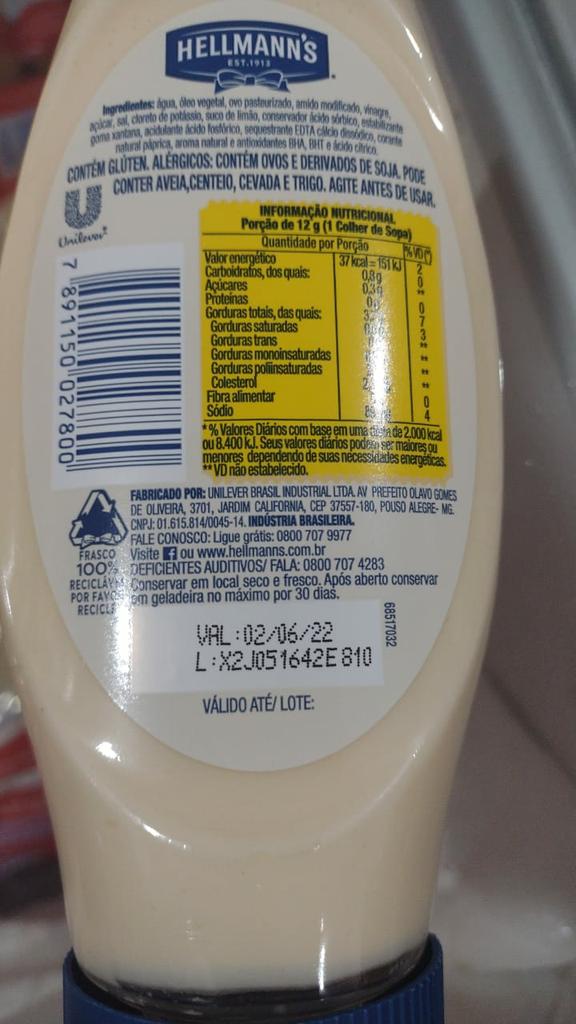 HELLMANN'S
EST.1913
Ingredientes: água, óleo vegetal, ovo pasteurizado, amido modificado, vinagre,
açúcar, sal, cloreto de potássio, suco de limão, conservador ácido sórbico, estabilizante
goma xantana, acidulante ácido fosfórico, sequestrante EDTA cálcio dissódico, corante
natural páprica, aroma natural e antioxidantes BHA, BHT e ácido cítrico.
CONTÉM GLÚTEN. ALÉRGICOS: CONTÉM OVOS E DERIVADOS DE SOJA. PODE
CONTER AVEIA, CENTEIO, CEVADA E TRIGO. AGITE ANTES DE USAR.
Unilever
INFORMAÇÃO NUTRICIONAL
Porção de 12 g (1 Colher de Sopa)
Quantidade por Porção %VD(*)
Valor energético 37 kcal = 151 kJ 2
Carboidratos, dos quais: 0,8g 0
Açúcares 0,3g **
Proteínas 0
Gorduras totais, das quais: 7
Gorduras saturadas 3
Gorduras trans **
Gorduras monoinsaturadas **
Gorduras poliinsaturadas **
Colesterol **
Fibra alimentar 0
Sódio 4
*% Valores Diários com base em uma dieta de 2.000 kcal
ou 8.400 kJ. Seus valores diários podem ser maiores ou
menores dependendo de suas necessidades energéticas.
**VD não estabelecido.
7 891150 027800
FABRICADO POR: UNILEVER BRASIL INDUSTRIAL LTDA. AV PREFEITO OLAVO GOMES
DE OLIVEIRA, 3701, JARDIM CALIFORNIA, CEP 37557-180, POUSO ALEGRE- MG.
CNPJ: 01.615.814/0045-14. INDÚSTRIA BRASILEIRA.
FALE CONOSCO: Ligue grátis: 0800 707 9977
Visite f ou www.hellmanns.com.br
DEFICIENTES AUDITIVOS/ FALA: 0800 707 4283
Conservar em local seco e fresco. Após aberto conservar
em geladeira no máximo por 30 dias.
FRASCO
100%
RECICLÁVEL
POR FAVOR
RECICLE
68517032
VAL:02/06/22
L:X2J051642E810
VÁLIDO ATÉ/ LOTE: